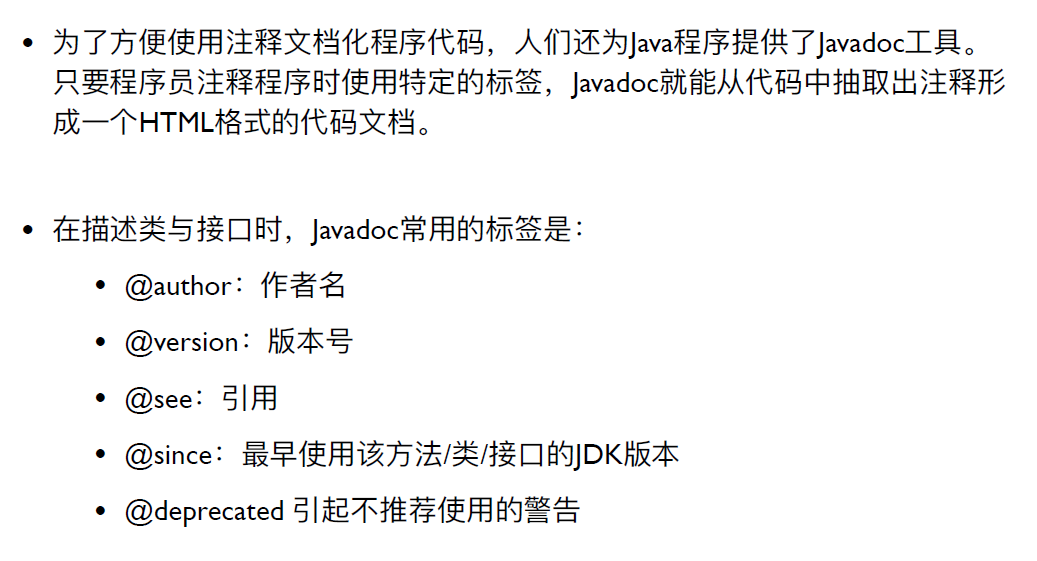 • 为了方便使用注释文档化程序代码，人们还为Java程序提供了Javadoc工具。
只要程序员注释程序时使用特定的标签，Javadoc就能从代码中抽取出注释形
成一个HTML格式的代码文档。
• 在描述类与接口时，Javadoc常用的标签是：
• @author：作者名
• @version：版本号
• @see：引用
• @since：最早使用该方法/类/接口的JDK版本
• @deprecated 引起不推荐使用的警告